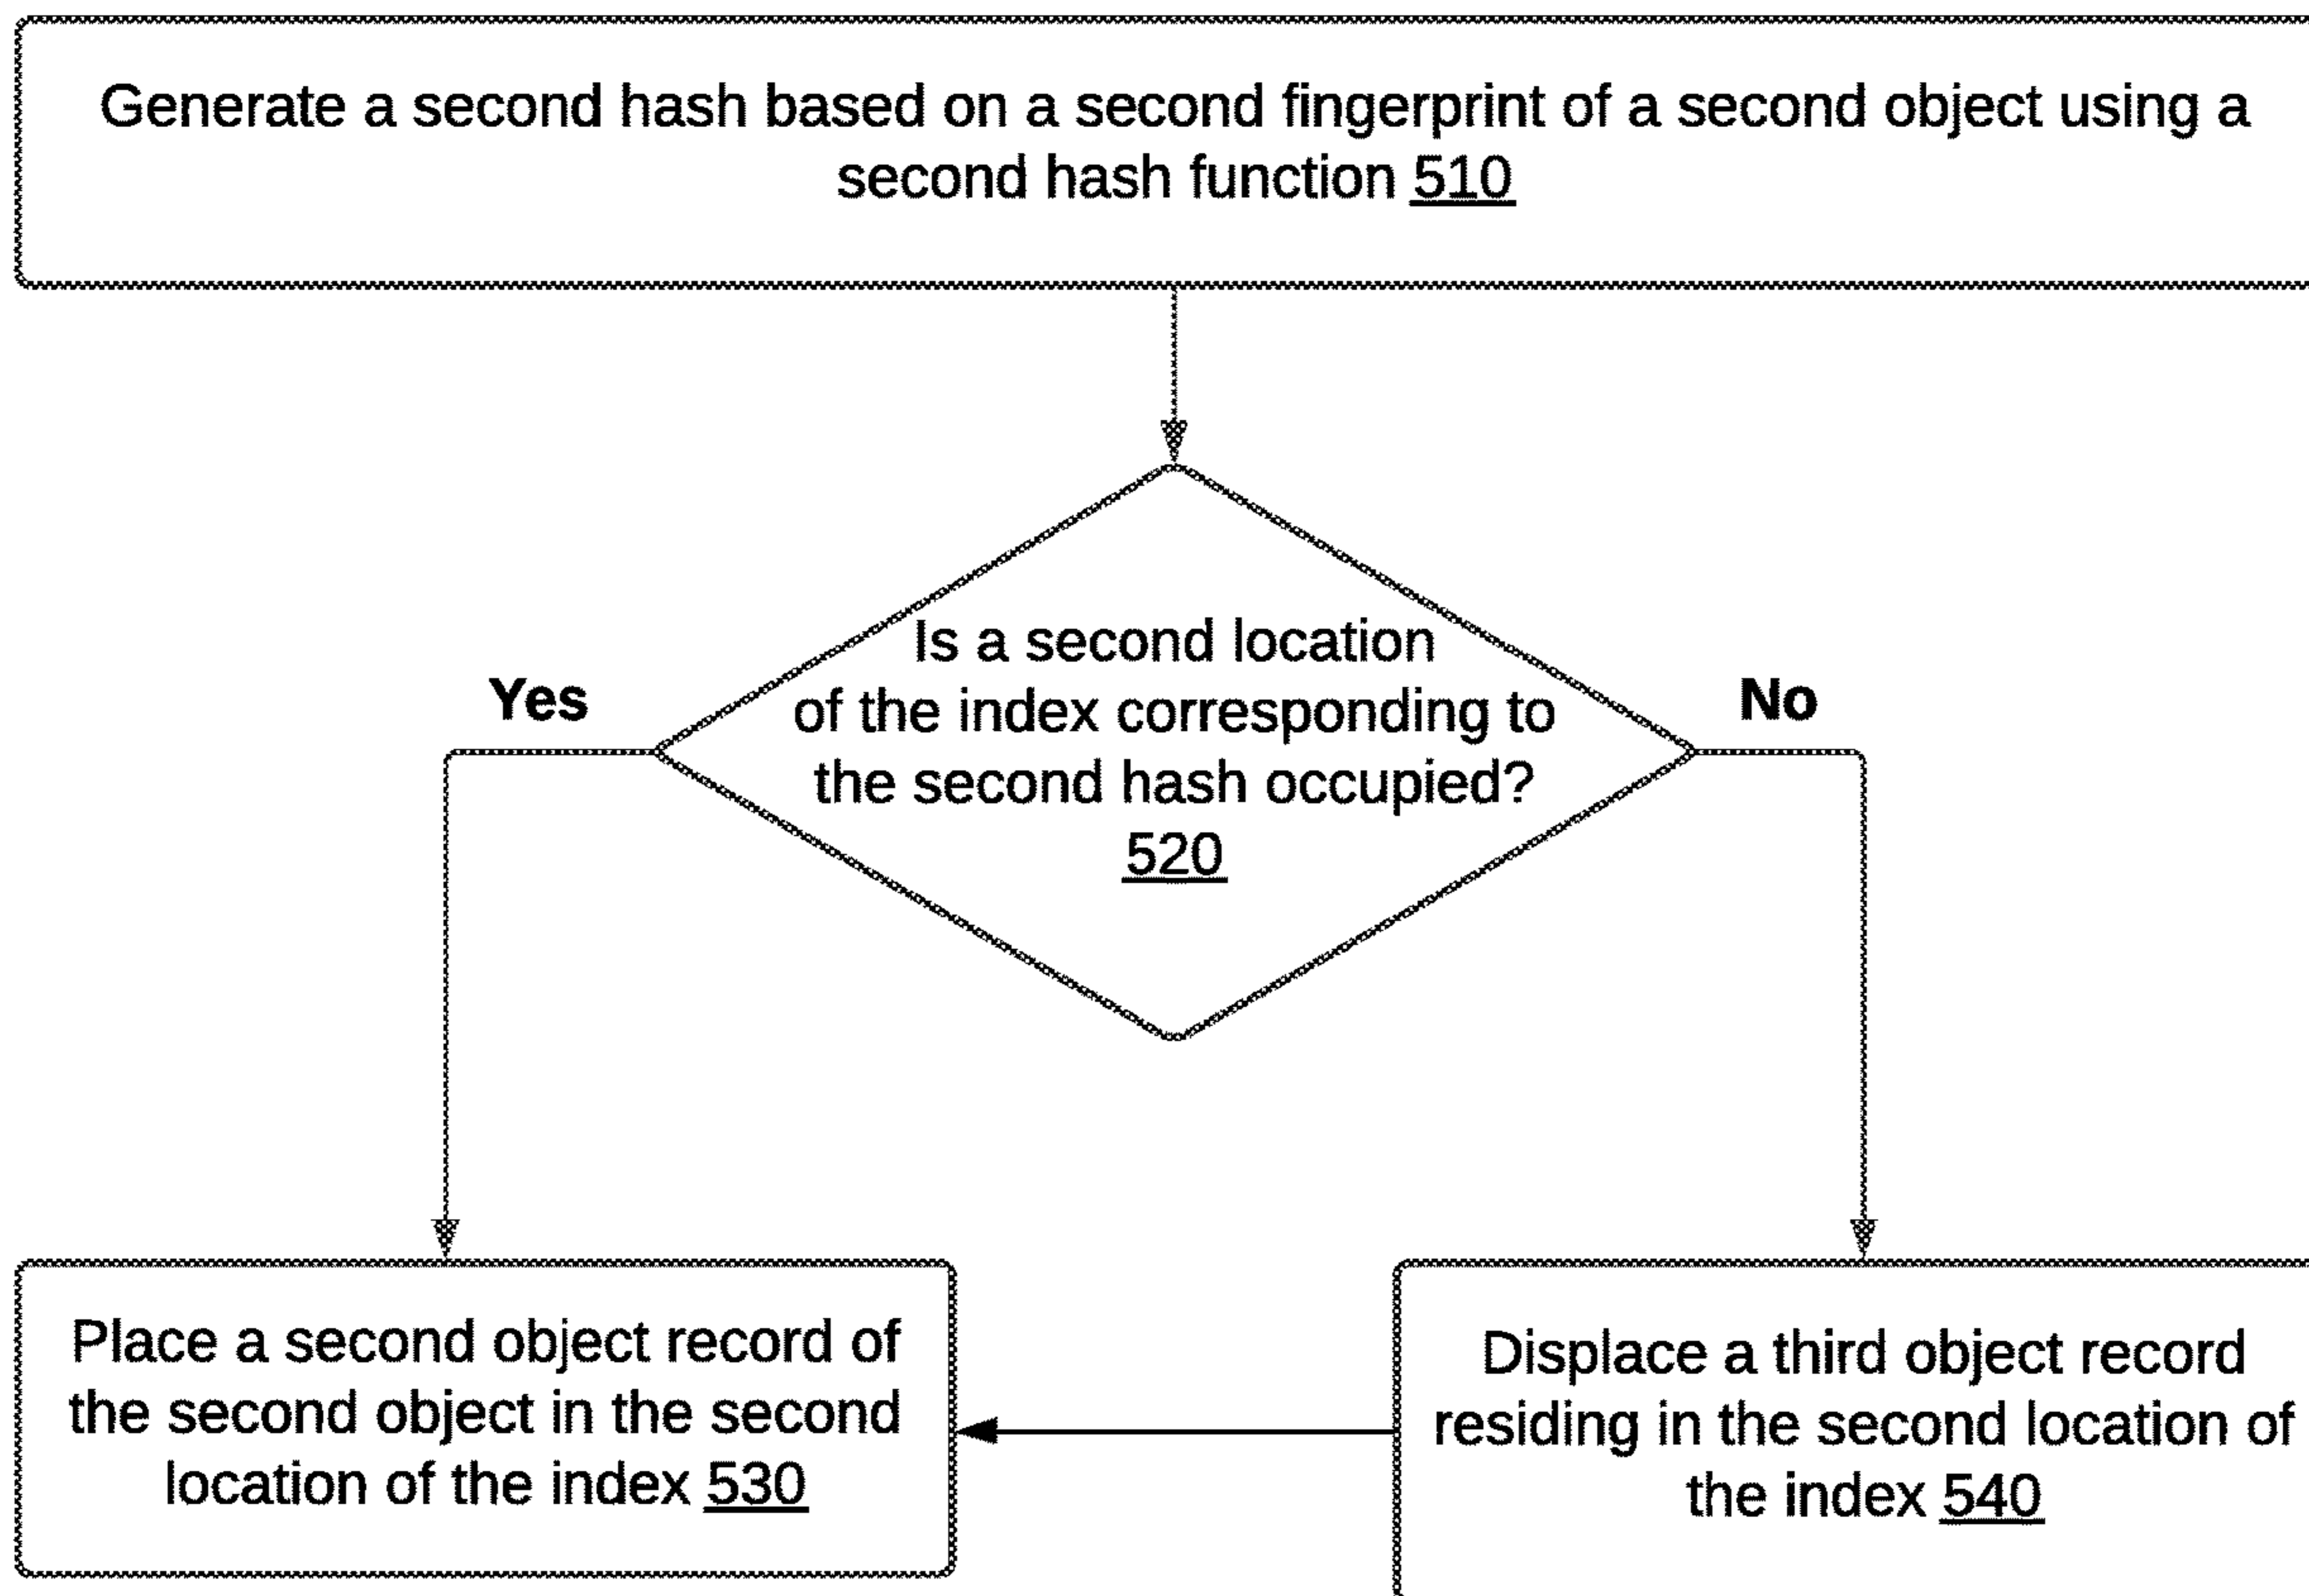 Generate a second hash based on a second fingerprint of a second object using a
second hash function 510
Is a second location
of the index corresponding to
the second hash occupied?
520
Yes
No
Place a second object record of
the second object in the second
location of the index 530
Displace a third object record
residing in the second location of
the index 540